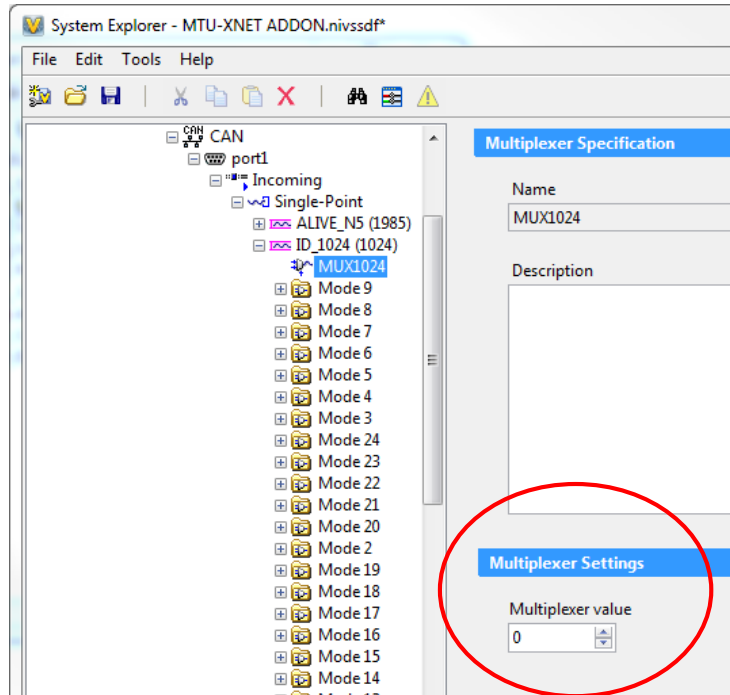 System Explorer - MTU-XNET ADDON.nivssdf*
File Edit Tools Help
CAN
CAN
port1
Incoming
Single-Point
ALIVE_N5 (1985)
ID_1024 (1024)
MUX1024
Mode 9
Mode 8
Mode 7
Mode 6
Mode 5
Mode 4
Mode 3
Mode 24
Mode 23
Mode 22
Mode 21
Mode 20
Mode 2
Mode 19
Mode 18
Mode 17
Mode 16
Mode 15
Mode 14
Multiplexer Specification
Name
MUX1024
Description
Multiplexer Settings
Multiplexer value
0